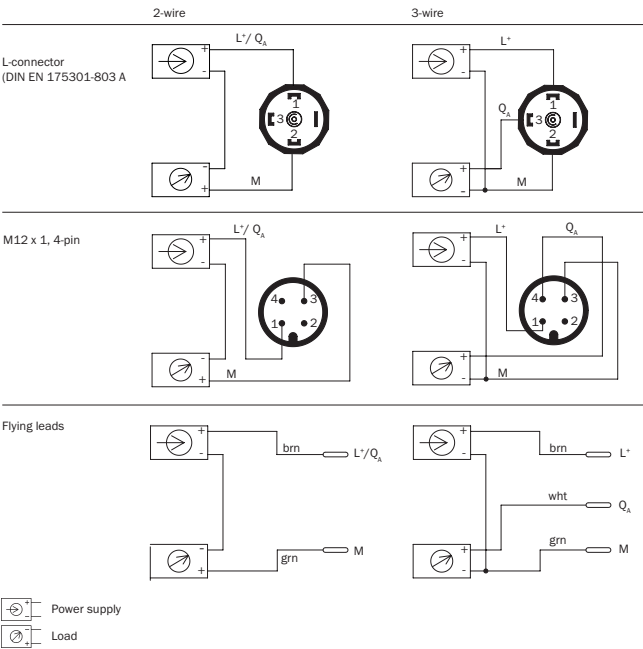 2-wire 3-wire
L-connector
(DIN EN 175301-803 A
+ L⁺/ Q_A
-
1
3
2
-
+ M
+ L⁺
-
Q_A
1
3
2
+
- M
M12 x 1, 4-pin
+ L⁺/ Q_A
-
4 3
1 2
-
+ M
+ L⁺ Q_A
-
4 3
1 2
+
- M
Flying leads
+ brn L⁺/Q_A
-
-
+ grn M
+ brn L⁺
-
wht Q_A
+ grn M
-
+ - Power supply
- + Load